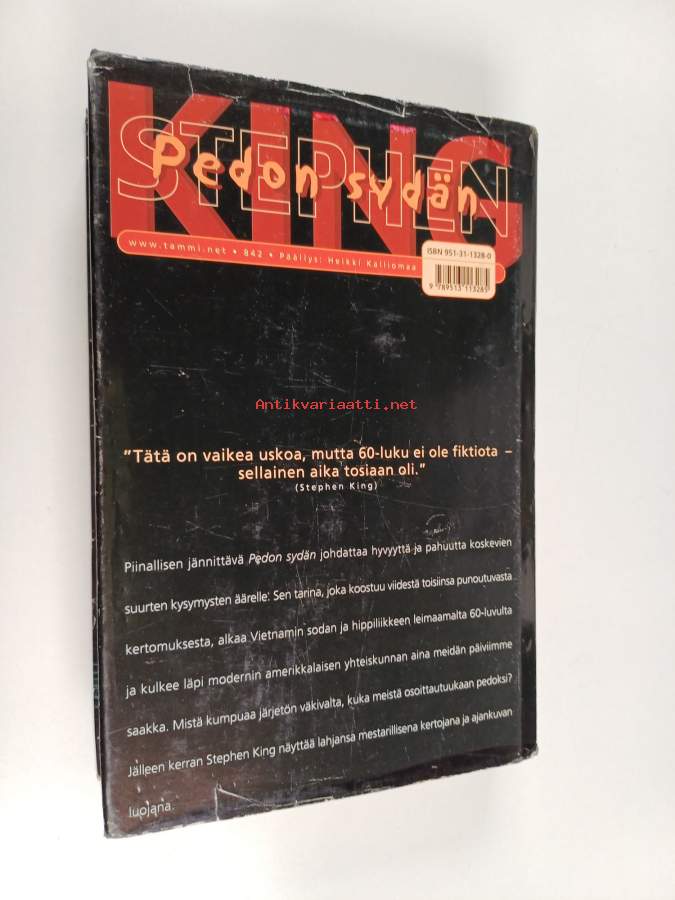 STEPHEN KING
Pedon sydän
www.tammi.net • 842 • Päällys: Heikki Kalliomaa
ISBN 951-31-1328-0
9 789513 113285
Antikvariaatti.net
"Tätä on vaikea uskoa, mutta 60-luku ei ole fiktiota –
sellainen aika tosiaan oli."
(Stephen King)
Piinallisen jännittävä Pedon sydän johdattaa hyvyyttä ja pahuutta koskevien
suurten kysymysten äärelle: Sen tarina, joka koostuu viidestä toisiinsa punoutuvasta
kertomuksesta, alkaa Vietnamin sodan ja hippiliikkeen leimaamalta 60-luvulta
ja kulkee läpi modernin amerikkalaisen yhteiskunnan aina meidän päiviimme
saakka. Mistä kumpuaa järjetön väkivalta, kuka meistä osoittautuukaan pedoksi?
Jälleen kerran Stephen King näyttää lahjansa mestarillisena kertojana ja ajankuvan
luojana.